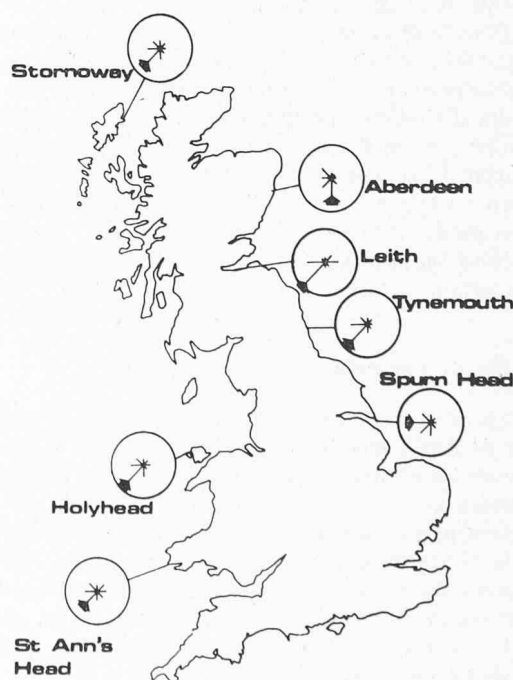 Stornoway
Aberdeen
Leith
Tynemouth
Spurn Head
Holyhead
St Ann's
Head